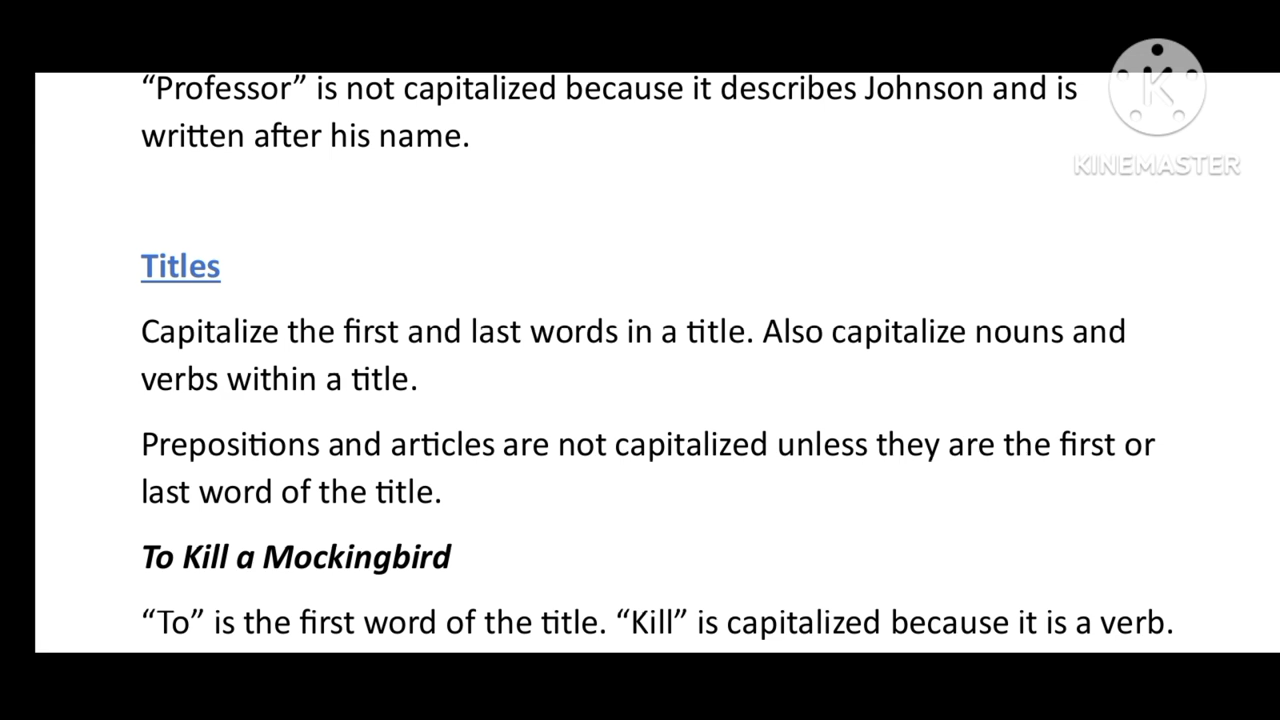 “Professor” is not capitalized because it describes Johnson and is
written after his name.
KINEMASTER
Titles
Capitalize the first and last words in a title. Also capitalize nouns and
verbs within a title.
Prepositions and articles are not capitalized unless they are the first or
last word of the title.
To Kill a Mockingbird
“To” is the first word of the title. “Kill” is capitalized because it is a verb.